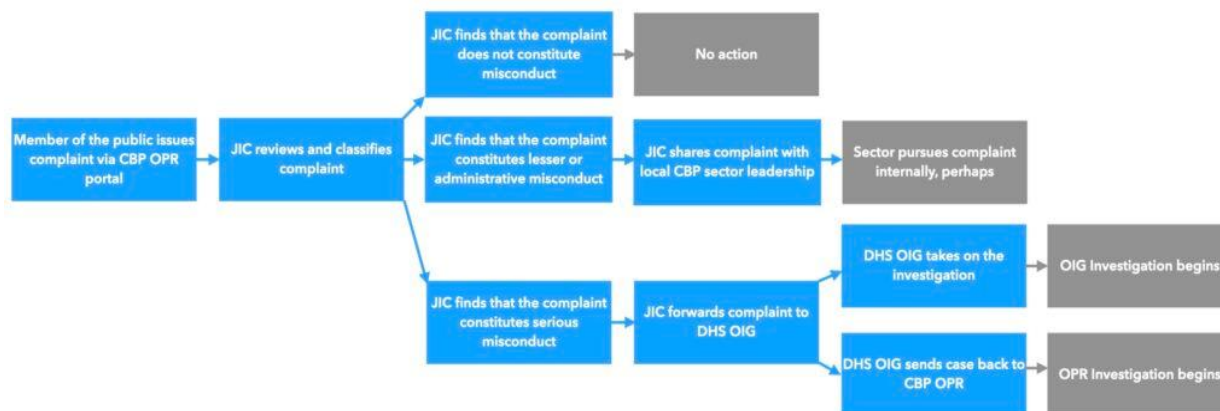 JIC finds that the complaint
does not constitute
misconduct
No action
Member of the public issues
complaint via CBP OPR
portal
JIC reviews and classifies
complaint
JIC finds that the complaint
constitutes lesser or
administrative misconduct
JIC shares complaint with
local CBP sector leadership
Sector pursues complaint
internally, perhaps
JIC finds that the complaint
constitutes serious
misconduct
JIC forwards complaint to
DHS OIG
DHS OIG takes on the
investigation
OIG Investigation begins
DHS OIG sends case back to
CBP OPR
OPR Investigation begins